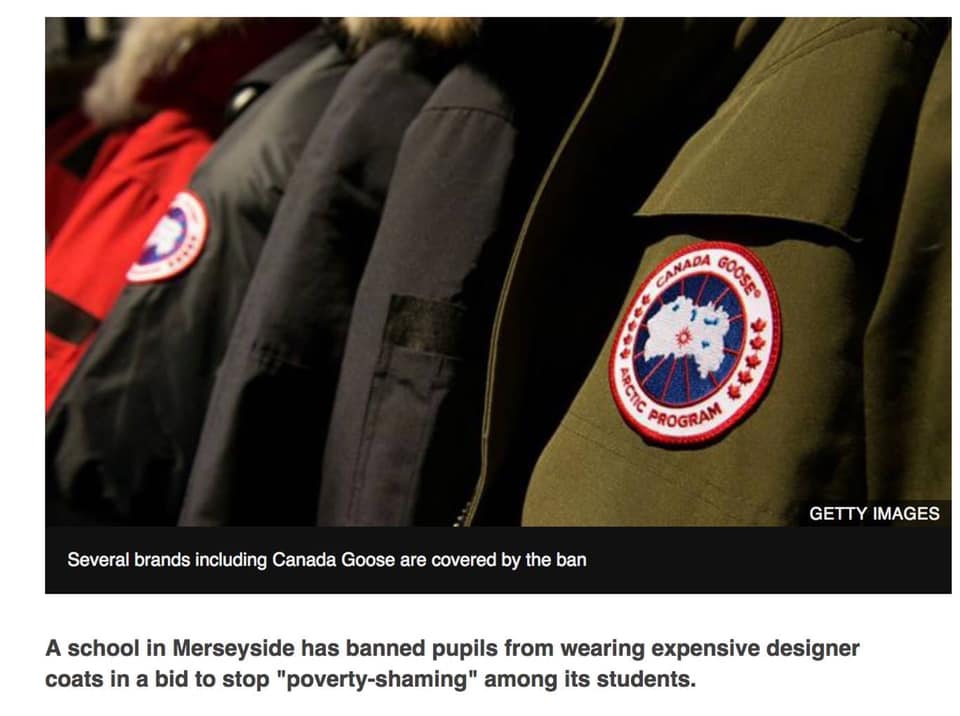 CANADA GOOSE®
ARCTIC PROGRAM
GETTY IMAGES
Several brands including Canada Goose are covered by the ban
A school in Merseyside has banned pupils from wearing expensive designer
coats in a bid to stop "poverty-shaming" among its students.